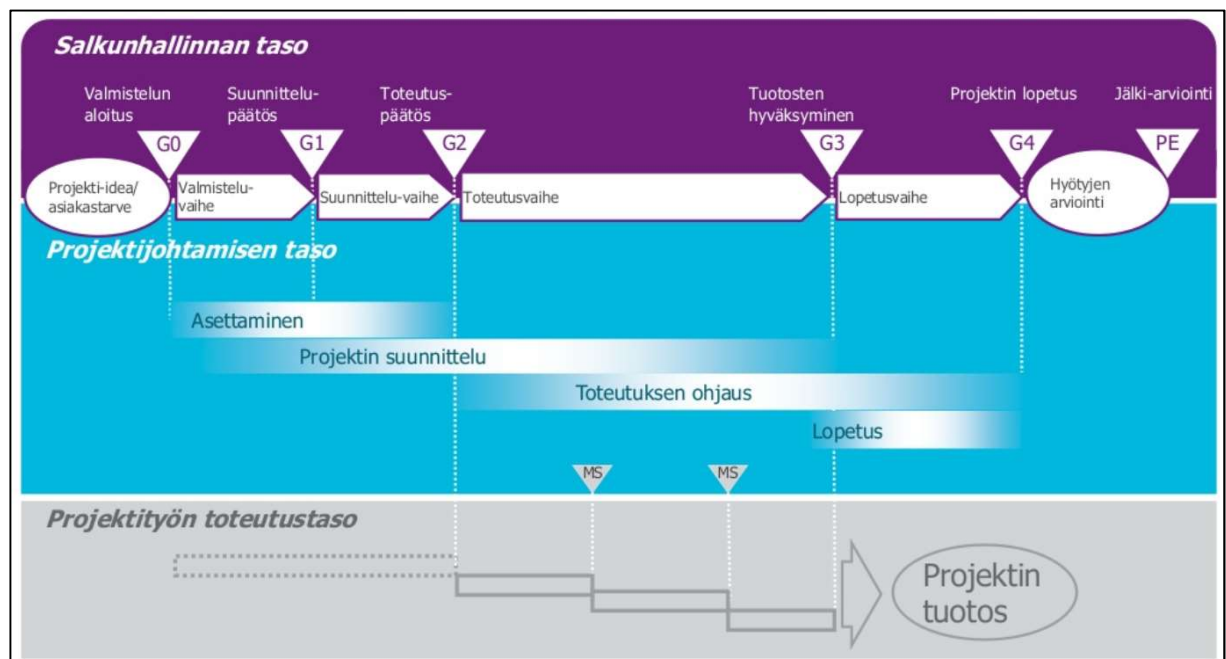 Salkunhallinnan taso
Valmistelun
aloitus
Suunnittelu-
päätös
Toteutus-
päätös
Tuotosten
hyväksyminen
Projektin lopetus
Jälki-arviointi
G0
G1
G2
G3
G4
PE
Projekti-idea/
asiakastarve
Valmistelu-
vaihe
Suunnittelu-vaihe
Toteutusvaihe
Lopetusvaihe
Hyötyjen
arviointi
Projektijohtamisen taso
Asettaminen
Projektin suunnittelu
Toteutuksen ohjaus
Lopetus
MS
MS
Projektityön toteutustaso
Projektin
tuotos